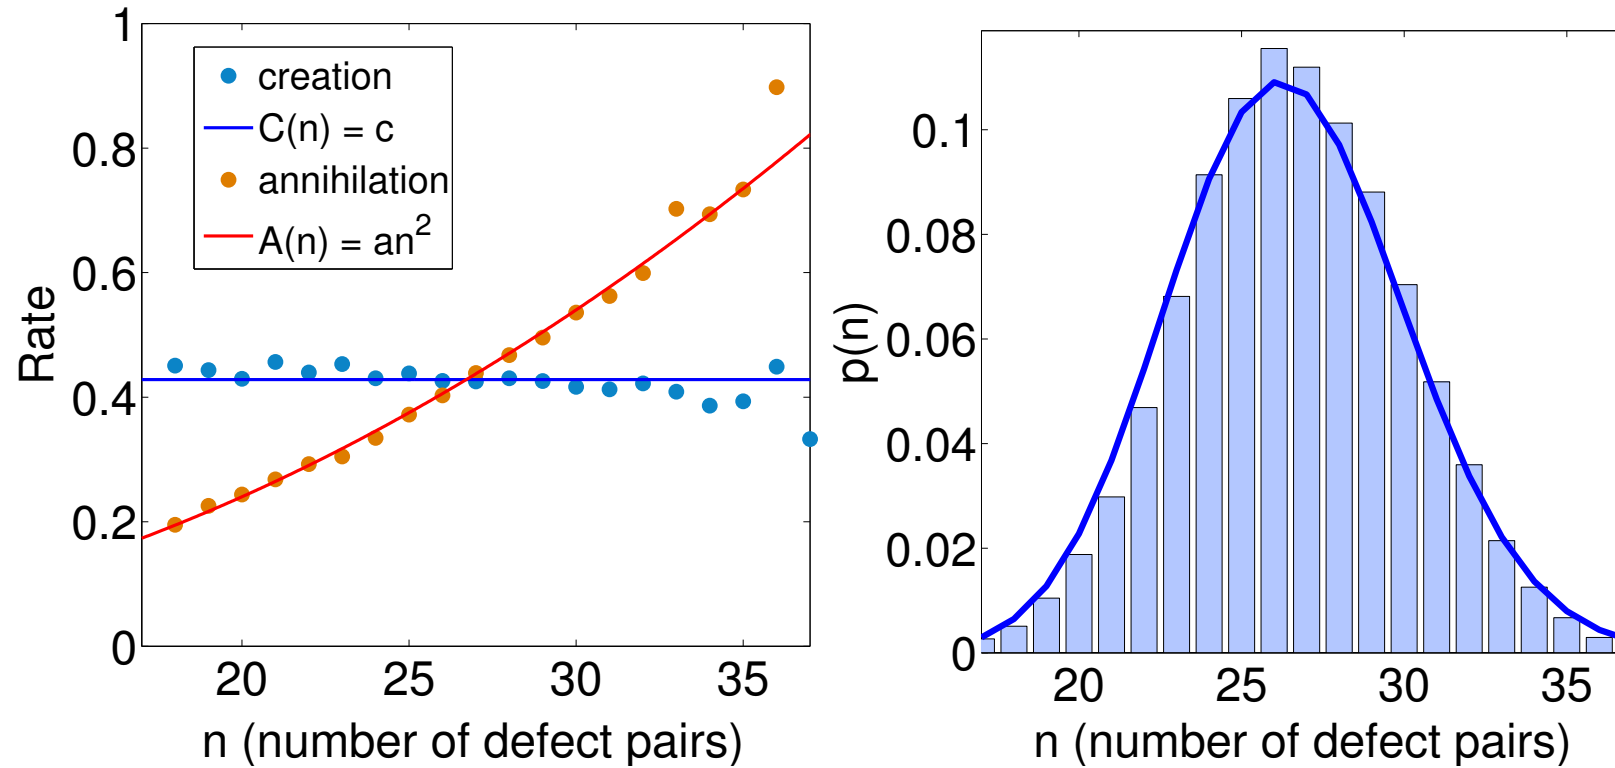 1
0.8
0.6
0.4
0.2
0
Rate
creation
C(n) = c
annihilation
A(n) = an²
20 25 30 35
n (number of defect pairs)
0.1
0.08
0.06
0.04
0.02
0
p(n)
20 25 30 35
n (number of defect pairs)